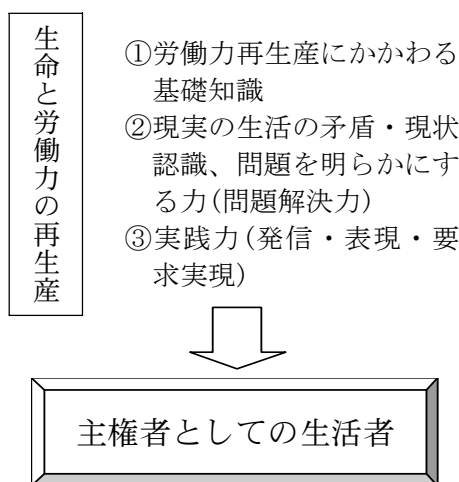 生命と労働力の再生産
①労働力再生産にかかわる
基礎知識
②現実の生活の矛盾・現状
認識、問題を明らかにす
る力(問題解決力)
③実践力(発信・表現・要
求実現)
主権者としての生活者